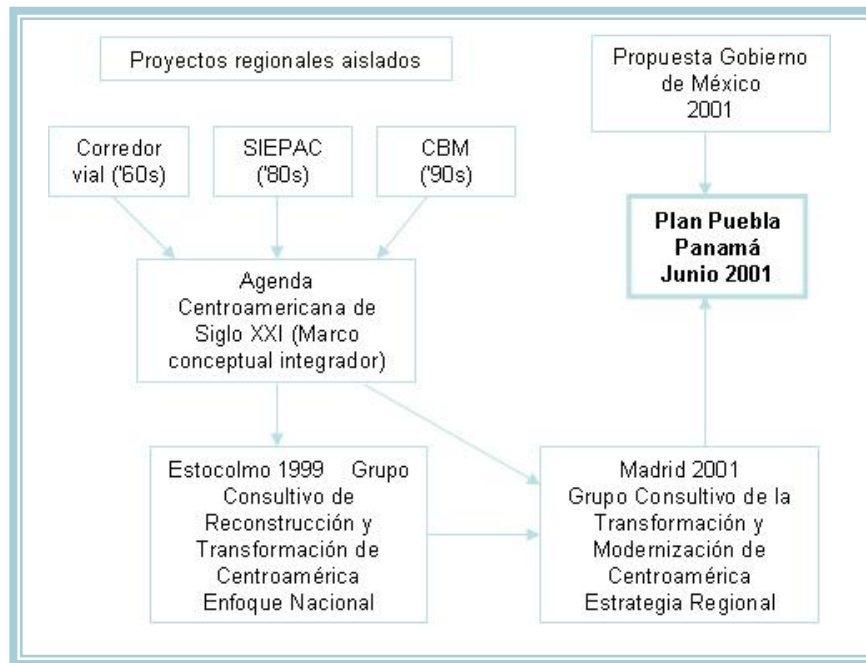 Proyectos regionales aislados
Propuesta Gobierno
de México
2001
Corredor
vial ('60s)
SIEPAC
('80s)
CBM
('90s)
Plan Puebla
Panamá
Junio 2001
Agenda
Centroamericana de
Siglo XXI (Marco
conceptual integrador)
Estocolmo 1999 Grupo
Consultivo de
Reconstrucción y
Transformación de
Centroamérica
Enfoque Nacional
Madrid 2001
Grupo Consultivo de la
Transformación y
Modernización de
Centroamérica
Estrategia Regional